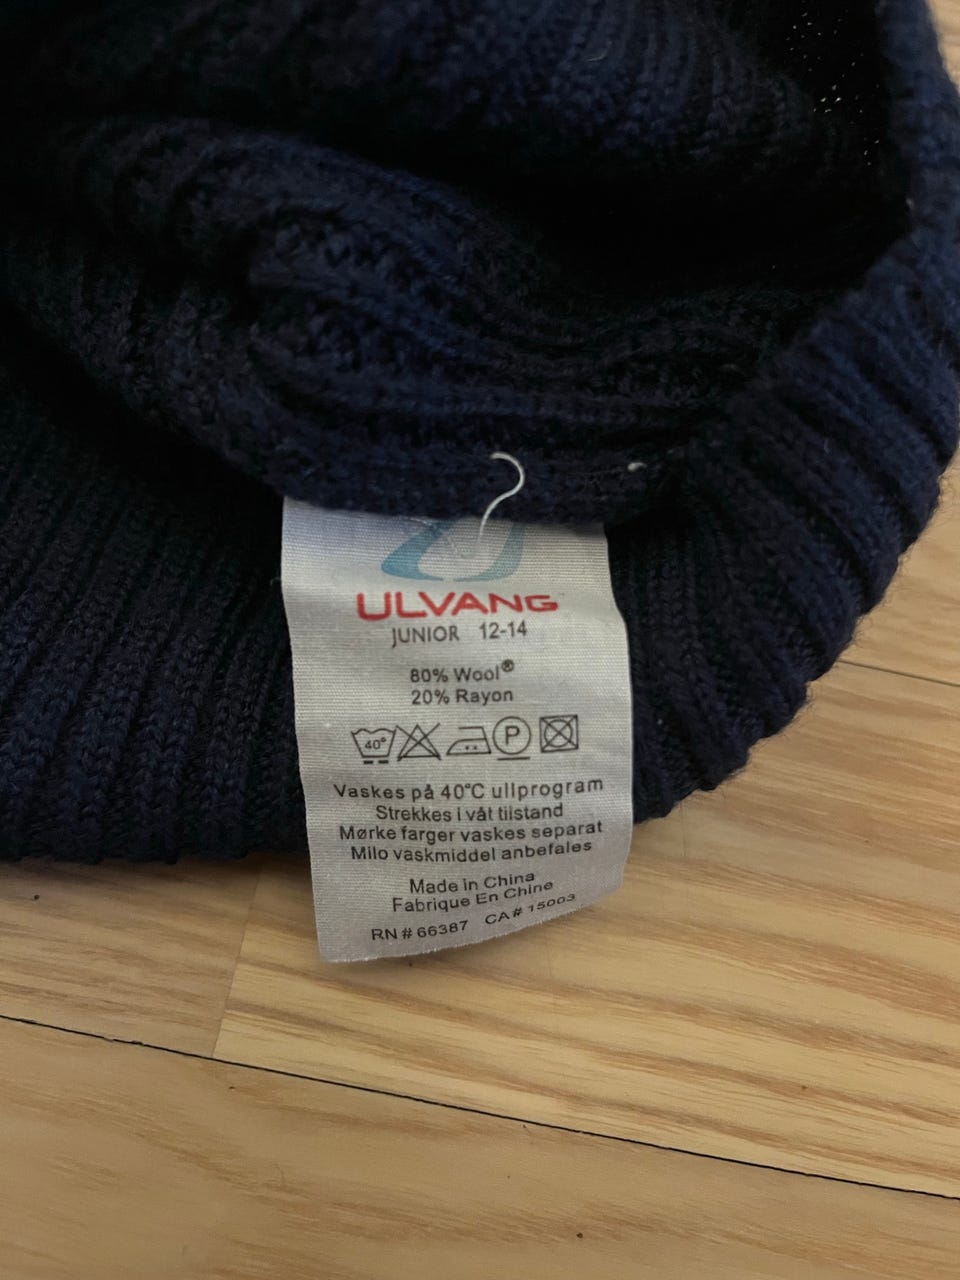 ULVANG
JUNIOR 12-14
80% Wool®
20% Rayon
40° P
Vaskes på 40°C ullprogram
Strekkes i våt tilstand
Mørke farger vaskes separat
Milo vaskmiddel anbefales
Made in China
Fabrique En Chine
RN # 66387 CA # 15003